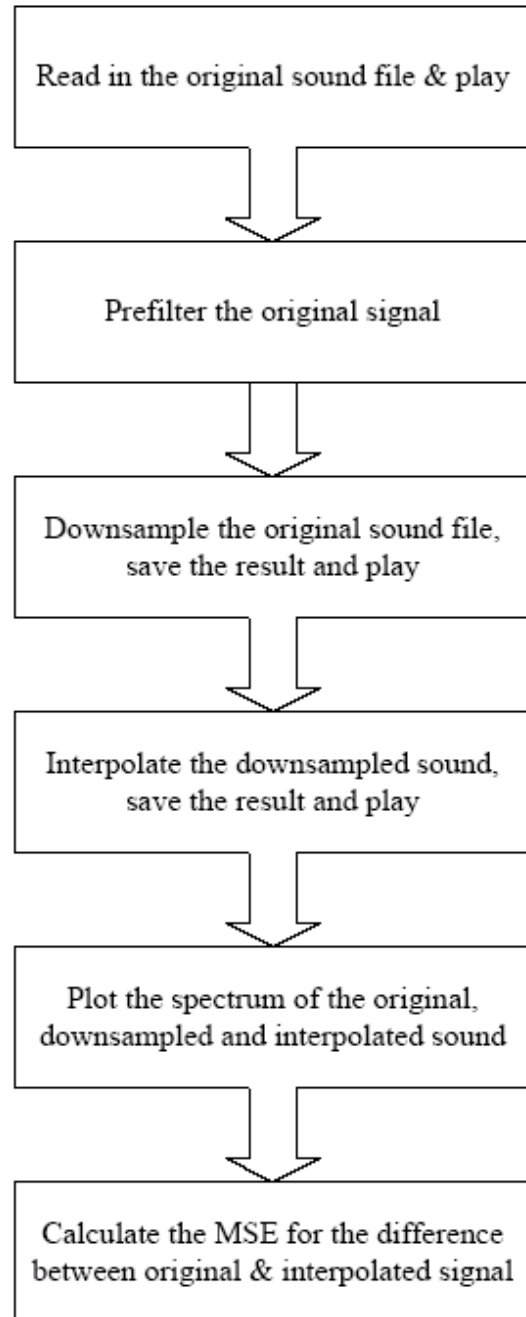 Read in the original sound file & play
Prefilter the original signal
Downsample the original sound file,
save the result and play
Interpolate the downsampled sound,
save the result and play
Plot the spectrum of the original,
downsampled and interpolated sound
Calculate the MSE for the difference
between original & interpolated signal